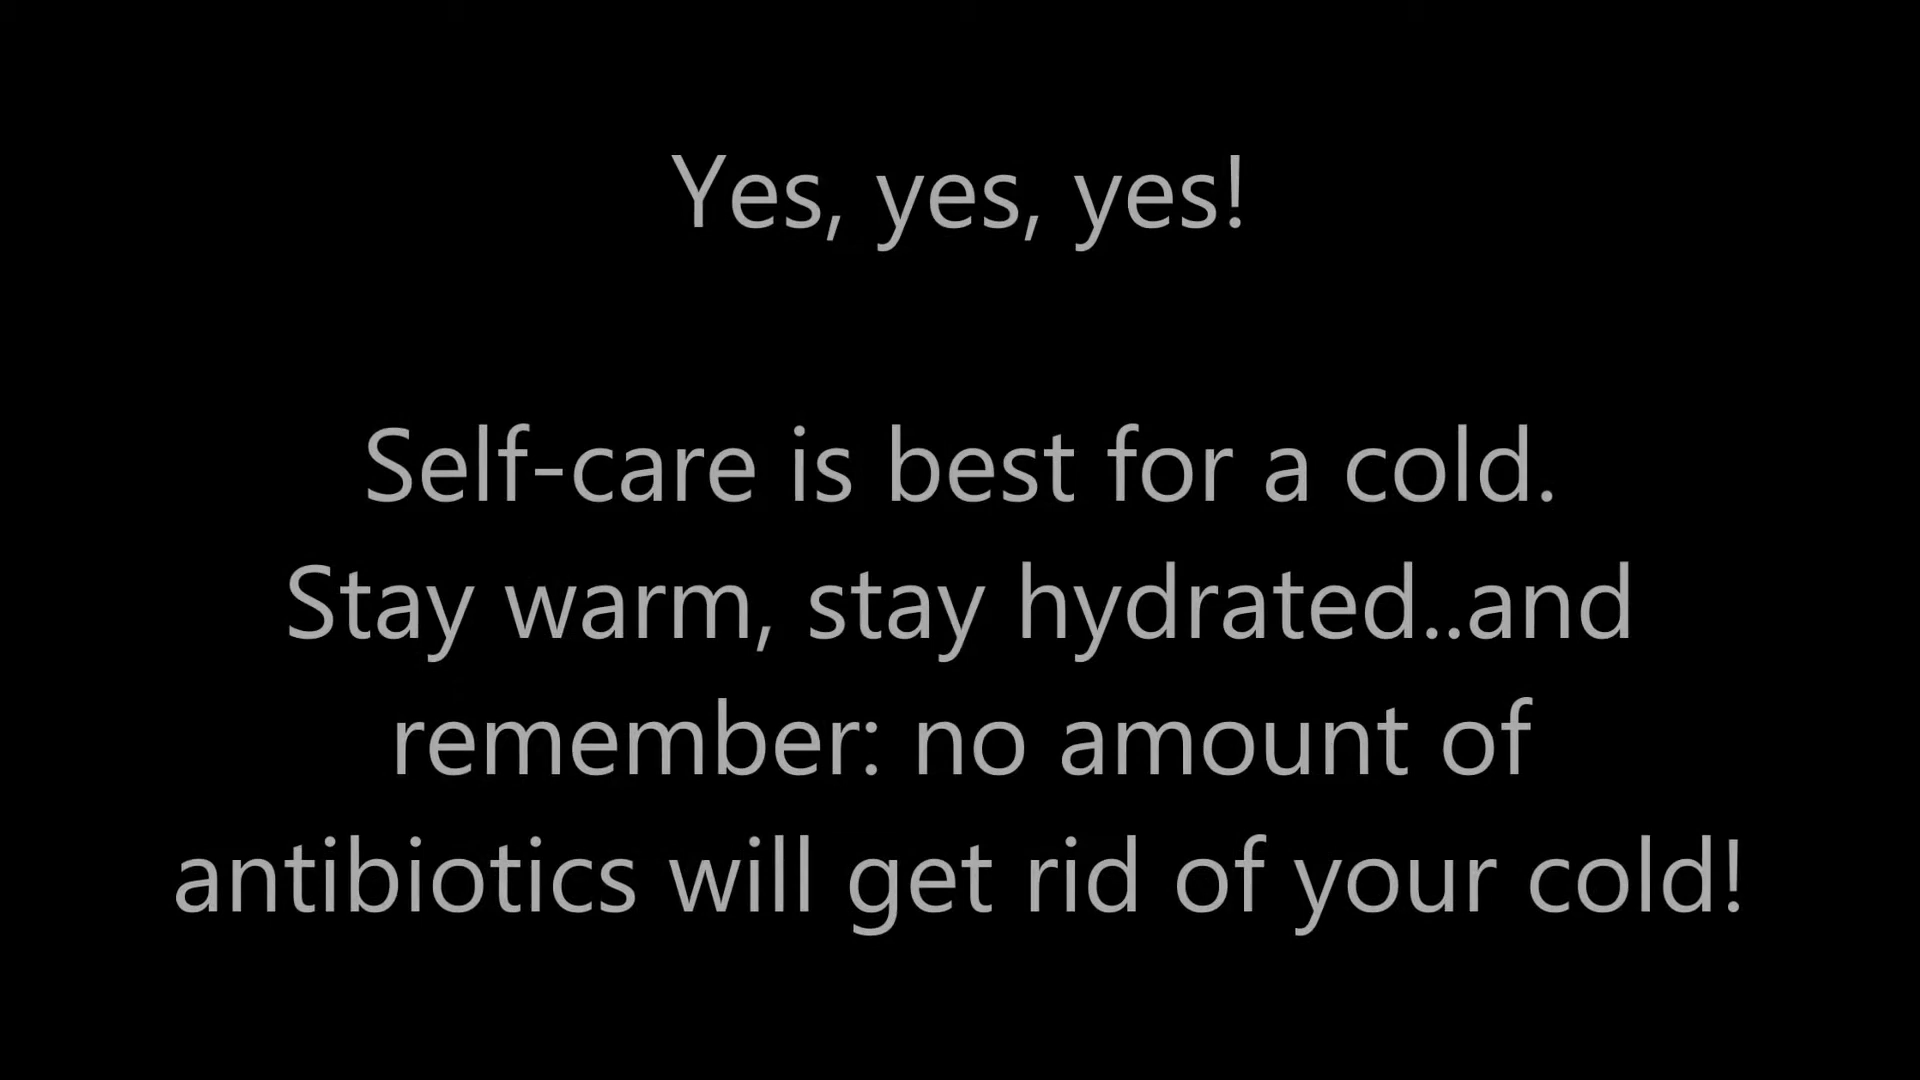 Yes, yes, yes!
Self-care is best for a cold.
Stay warm, stay hydrated..and
remember: no amount of
antibiotics will get rid of your cold!